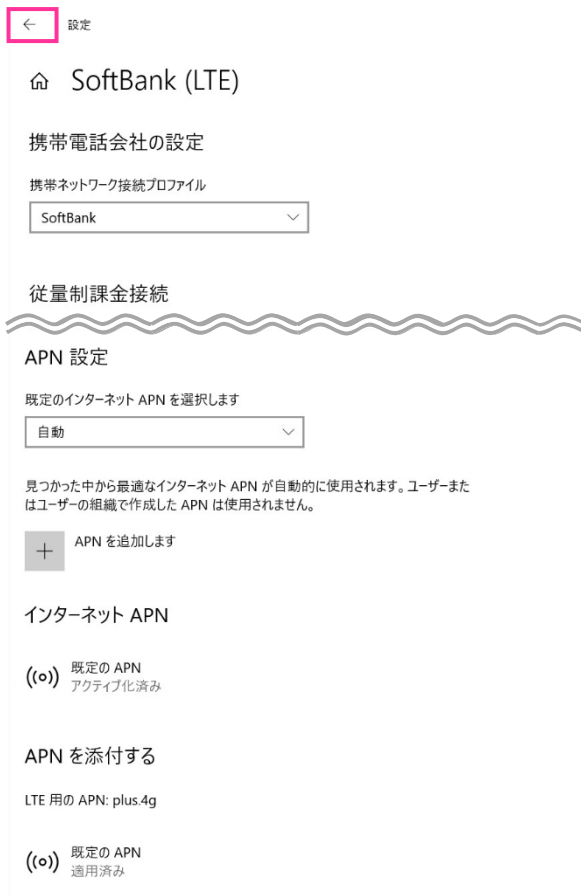 設定
SoftBank (LTE)
携帯電話会社の設定
携帯ネットワーク接続プロファイル
SoftBank
従量制課金接続
APN 設定
既定のインターネット APN を選択します
自動
見つかった中から最適なインターネット APN が自動的に使用されます。ユーザーまた
はユーザーの組織で作成した APN は使用されません。
APN を追加します
インターネット APN
既定の APN
アクティブ化済み
APN を添付する
LTE 用の APN: plus.4g
既定の APN
適用済み